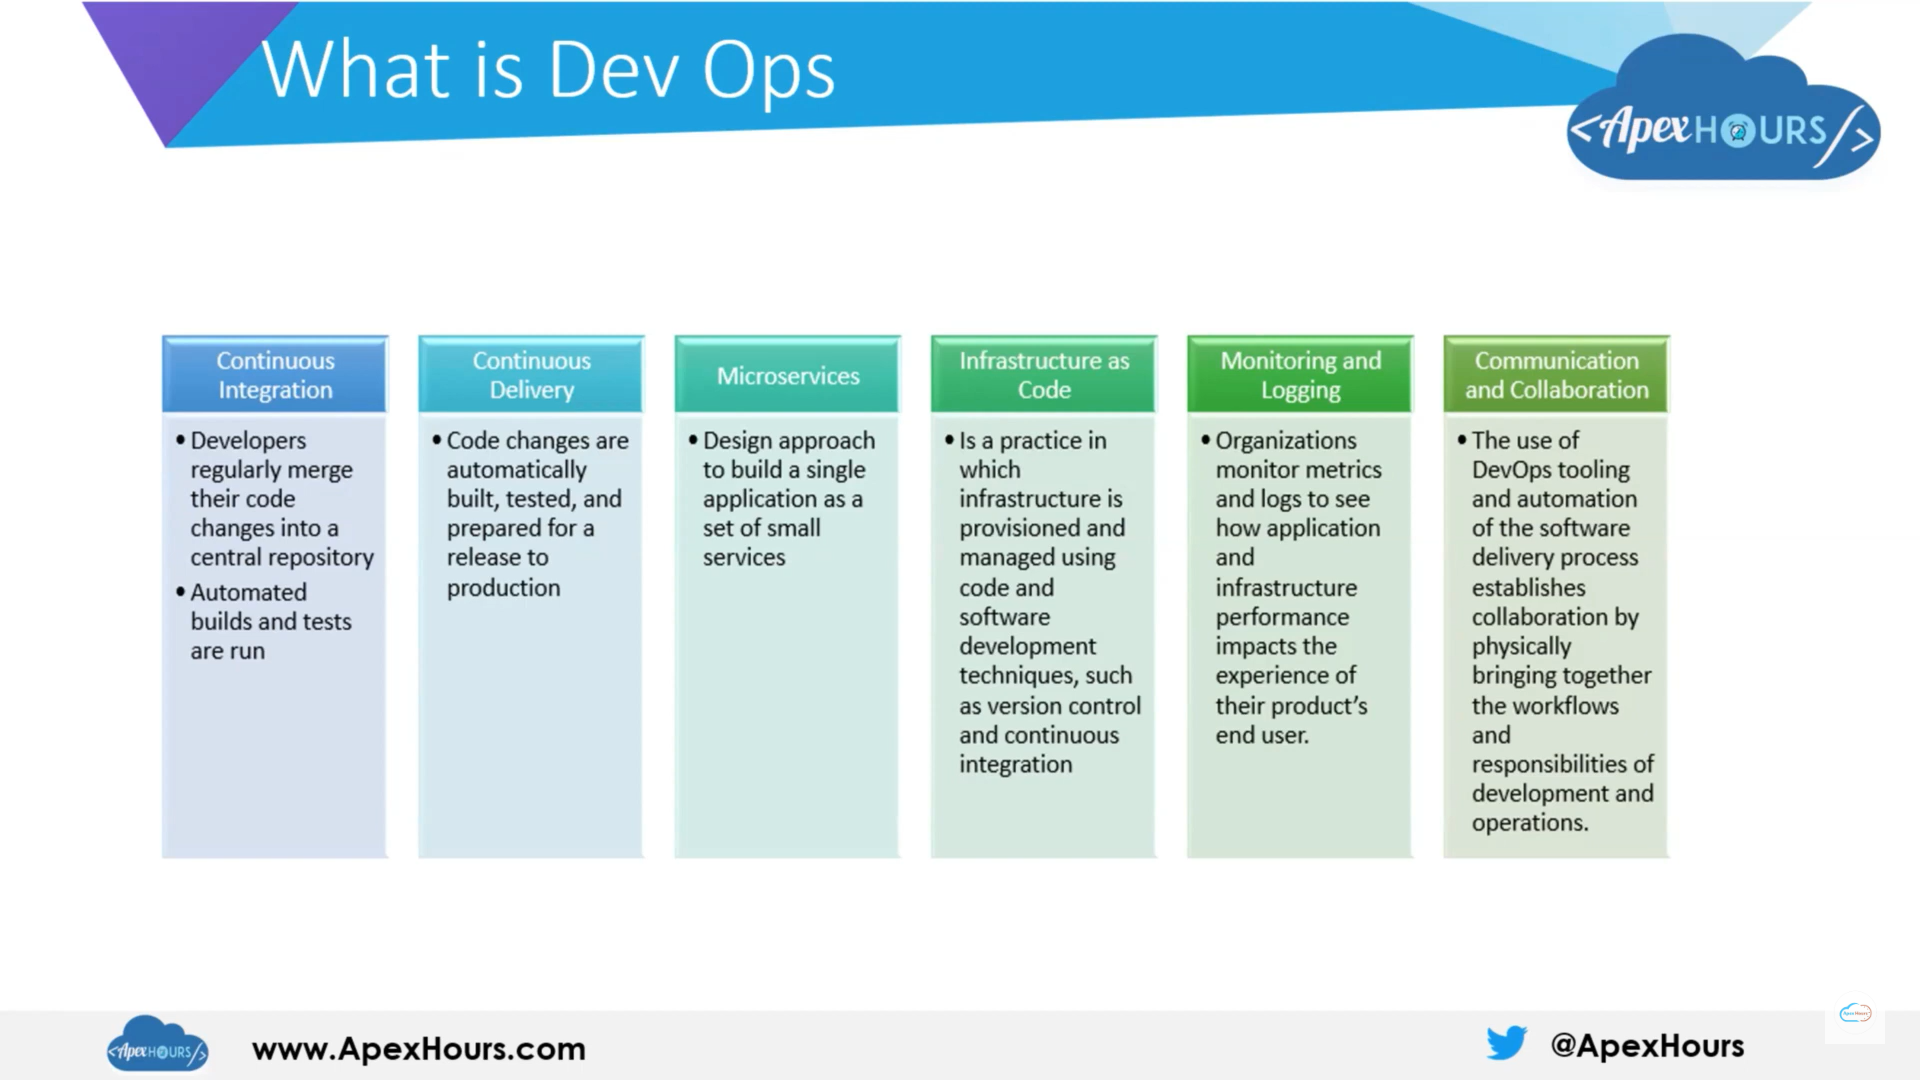 What is Dev Ops
<ApexHOURS/>
Continuous
Integration
• Developers
regularly merge
their code
changes into a
central repository
• Automated
builds and tests
are run
Continuous
Delivery
• Code changes are
automatically
built, tested, and
prepared for a
release to
production
Microservices
• Design approach
to build a single
application as a
set of small
services
Infrastructure as
Code
• Is a practice in
which
infrastructure is
provisioned and
managed using
code and
software
development
techniques, such
as version control
and continuous
integration
Monitoring and
Logging
• Organizations
monitor metrics
and logs to see
how application
and
infrastructure
performance
impacts the
experience of
their product’s
end user.
Communication
and Collaboration
• The use of
DevOps tooling
and automation
of the software
delivery process
establishes
collaboration by
physically
bringing together
the workflows
and
responsibilities of
development and
operations.
<ApexHOURS/>
www.ApexHours.com
@ApexHours
Apex Hours